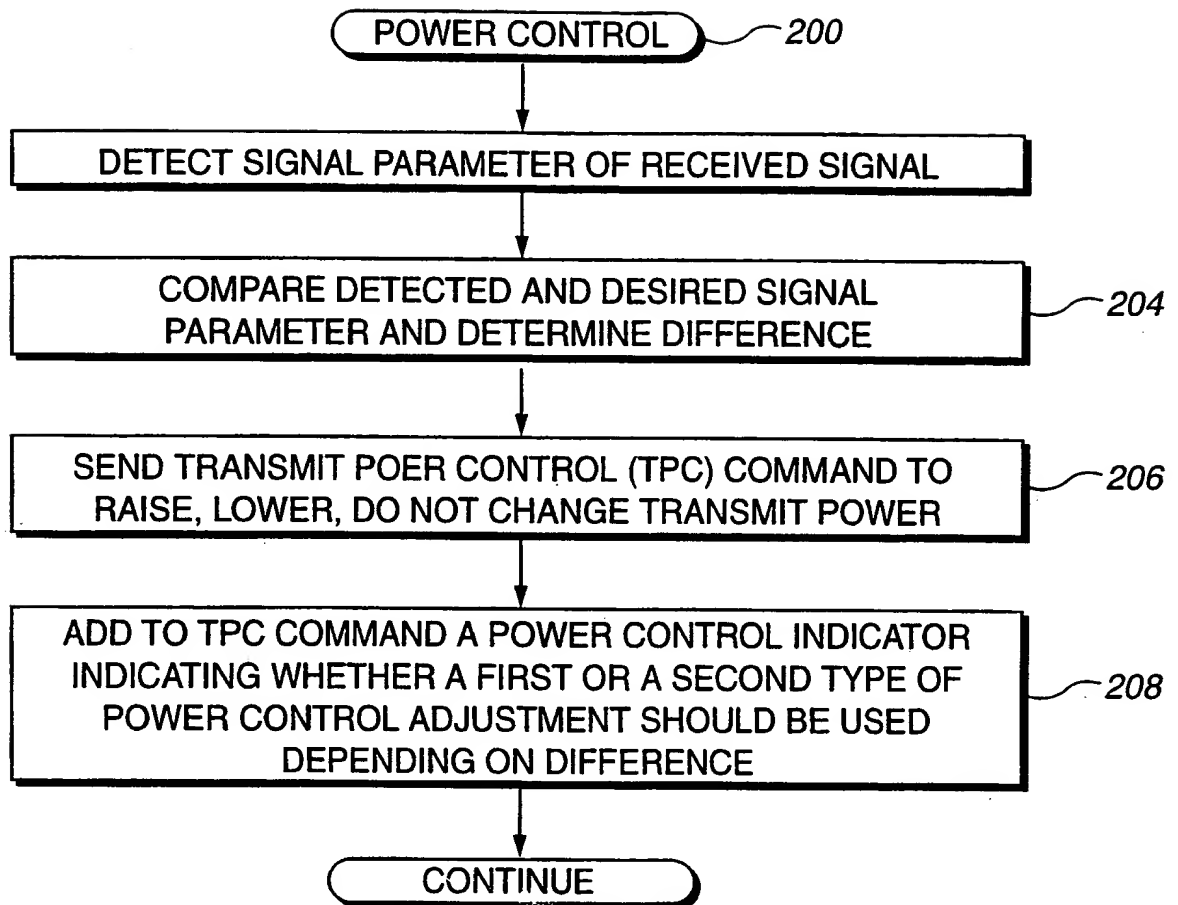 POWER CONTROL 200
DETECT SIGNAL PARAMETER OF RECEIVED SIGNAL
COMPARE DETECTED AND DESIRED SIGNAL
PARAMETER AND DETERMINE DIFFERENCE
204
SEND TRANSMIT POER CONTROL (TPC) COMMAND TO
RAISE, LOWER, DO NOT CHANGE TRANSMIT POWER
206
ADD TO TPC COMMAND A POWER CONTROL INDICATOR
INDICATING WHETHER A FIRST OR A SECOND TYPE OF
POWER CONTROL ADJUSTMENT SHOULD BE USED
DEPENDING ON DIFFERENCE
208
CONTINUE